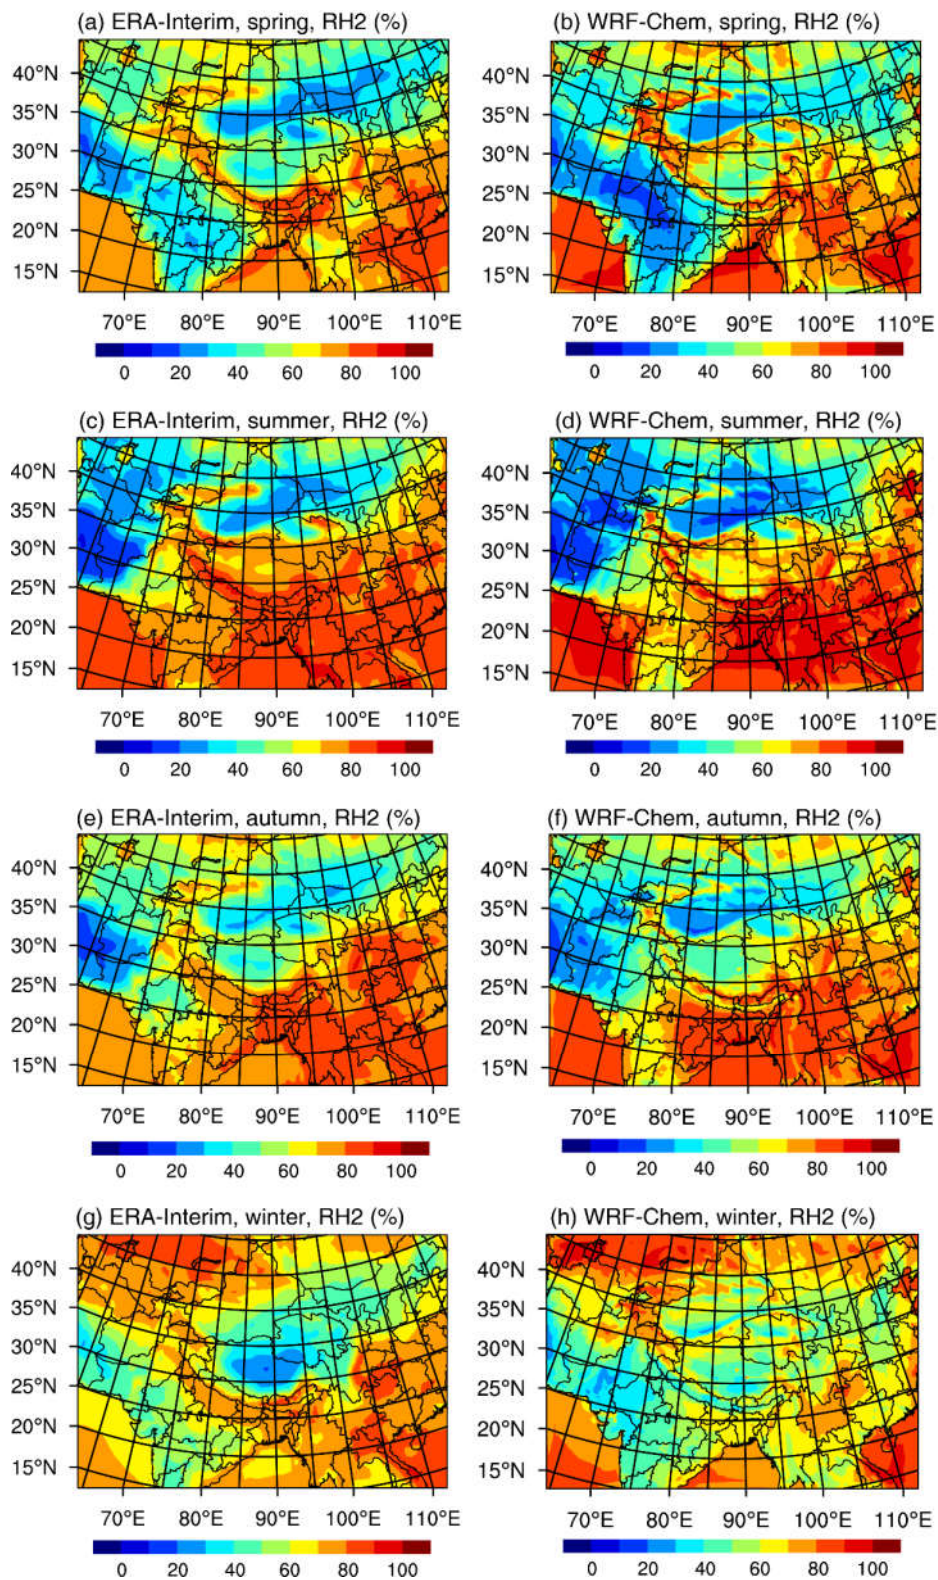 (a) ERA-Interim, spring, RH2 (%)
(b) WRF-Chem, spring, RH2 (%)
40°N
35°N
30°N
25°N
20°N
15°N
40°N
35°N
30°N
25°N
20°N
15°N
70°E 80°E 90°E 100°E 110°E
70°E 80°E 90°E 100°E 110°E
0 20 40 60 80 100
0 20 40 60 80 100
(c) ERA-Interim, summer, RH2 (%)
(d) WRF-Chem, summer, RH2 (%)
40°N
35°N
30°N
25°N
20°N
15°N
40°N
35°N
30°N
25°N
20°N
15°N
70°E 80°E 90°E 100°E 110°E
70°E 80°E 90°E 100°E 110°E
0 20 40 60 80 100
0 20 40 60 80 100
(e) ERA-Interim, autumn, RH2 (%)
(f) WRF-Chem, autumn, RH2 (%)
40°N
35°N
30°N
25°N
20°N
15°N
40°N
35°N
30°N
25°N
20°N
15°N
70°E 80°E 90°E 100°E 110°E
70°E 80°E 90°E 100°E 110°E
0 20 40 60 80 100
0 20 40 60 80 100
(g) ERA-Interim, winter, RH2 (%)
(h) WRF-Chem, winter, RH2 (%)
40°N
35°N
30°N
25°N
20°N
15°N
40°N
35°N
30°N
25°N
20°N
15°N
70°E 80°E 90°E 100°E 110°E
70°E 80°E 90°E 100°E 110°E
0 20 40 60 80 100
0 20 40 60 80 100